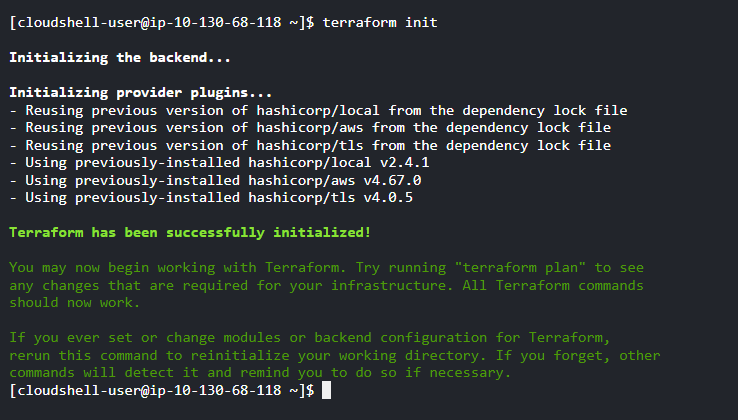 [cloudshell-user@ip-10-130-68-118 ~]$ terraform init
Initializing the backend...
Initializing provider plugins...
- Reusing previous version of hashicorp/local from the dependency lock file
- Reusing previous version of hashicorp/aws from the dependency lock file
- Reusing previous version of hashicorp/tls from the dependency lock file
- Using previously-installed hashicorp/local v2.4.1
- Using previously-installed hashicorp/aws v4.67.0
- Using previously-installed hashicorp/tls v4.0.5
Terraform has been successfully initialized!
You may now begin working with Terraform. Try running "terraform plan" to see
any changes that are required for your infrastructure. All Terraform commands
should now work.
If you ever set or change modules or backend configuration for Terraform,
rerun this command to reinitialize your working directory. If you forget, other
commands will detect it and remind you to do so if necessary.
[cloudshell-user@ip-10-130-68-118 ~]$